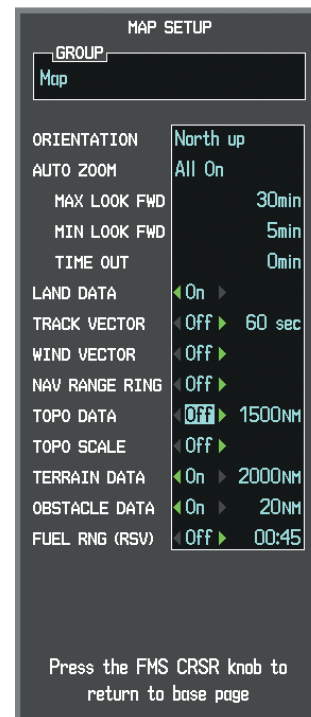 MAP SETUP
GROUP
Map
ORIENTATION North up
AUTO ZOOM All On
MAX LOOK FWD 30min
MIN LOOK FWD 5min
TIME OUT 0min
LAND DATA On
TRACK VECTOR Off 60 sec
WIND VECTOR Off
NAV RANGE RING Off
TOPO DATA Off 1500NM
TOPO SCALE Off
TERRAIN DATA On 2000NM
OBSTACLE DATA On 20NM
FUEL RNG (RSV) Off 00:45
Press the FMS CRSR knob to
return to base page